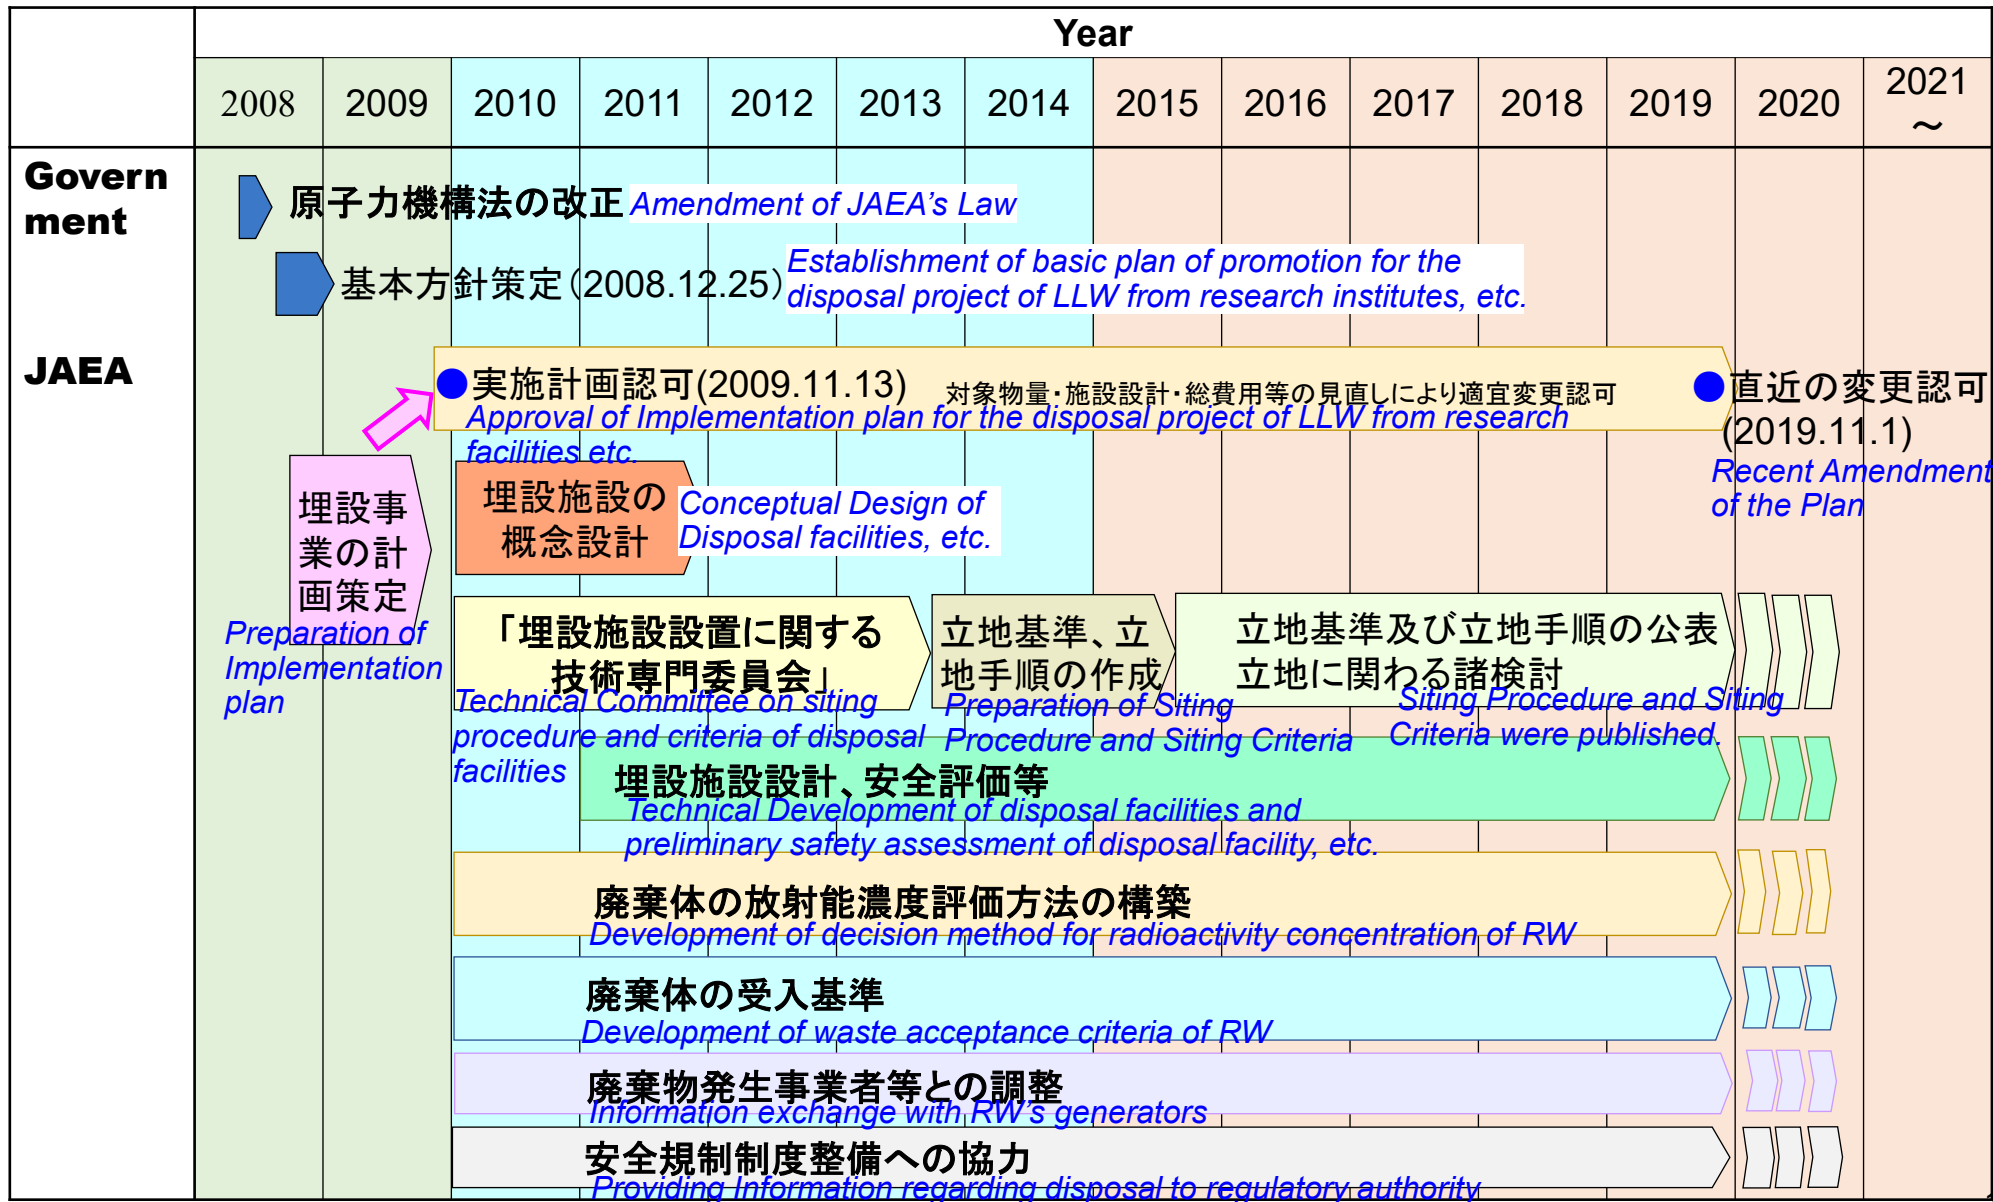 Year
2008 2009 2010 2011 2012 2013 2014 2015 2016 2017 2018 2019 2020 2021
～
Govern
ment
原子力機構法の改正 Amendment of JAEA’s Law
基本方針策定（2008.12.25）
Establishment of basic plan of promotion for the
disposal project of LLW from research institutes, etc.
JAEA
実施計画認可(2009.11.13) 対象物量・施設設計・総費用等の見直しにより適宜変更認可
Approval of Implementation plan for the disposal project of LLW from research
facilities etc.
直近の変更認可
(2019.11.1)
Recent Amendment
of the Plan
埋設事
業の計
画策定
Preparation of
Implementation
plan
埋設施設の
概念設計
Conceptual Design of
Disposal facilities, etc.
「埋設施設設置に関する
技術専門委員会」
Technical Committee on siting
procedure and criteria of disposal
facilities
立地基準、立
地手順の作成
Preparation of Siting
Procedure and Siting Criteria
立地基準及び立地手順の公表
立地に関わる諸検討
Siting Procedure and Siting
Criteria were published.
埋設施設設計、安全評価等
Technical Development of disposal facilities and
preliminary safety assessment of disposal facility, etc.
廃棄体の放射能濃度評価方法の構築
Development of decision method for radioactivity concentration of RW
廃棄体の受入基準
Development of waste acceptance criteria of RW
廃棄物発生事業者等との調整
Information exchange with RW’s generators
安全規制制度整備への協力
Providing Information regarding disposal to regulatory authority